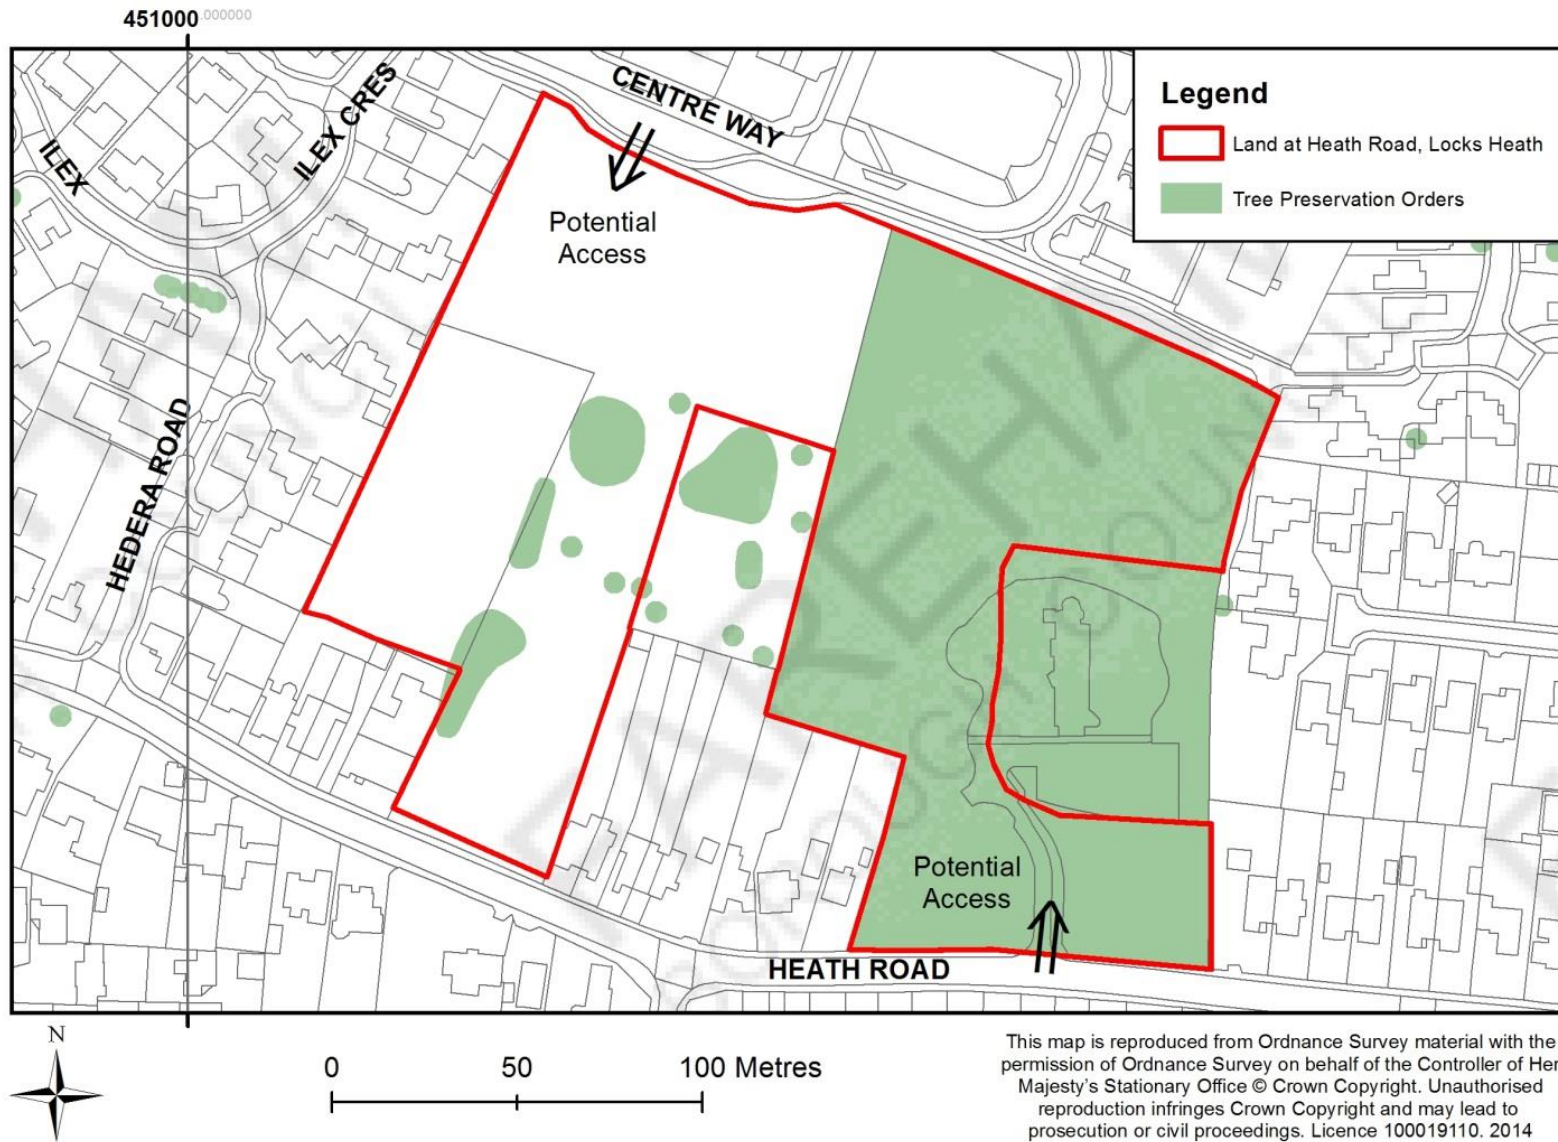 451000.000000
CENTRE WAY
ILEX CRES
ILEX
Legend
Land at Heath Road, Locks Heath
Tree Preservation Orders
Potential
Access
HEDERA ROAD
FAREHAM
BOROUGH COUNCIL
Potential
Access
HEATH ROAD
N
0 50 100 Metres
This map is reproduced from Ordnance Survey material with the
permission of Ordnance Survey on behalf of the Controller of Her
Majesty's Stationary Office © Crown Copyright. Unauthorised
reproduction infringes Crown Copyright and may lead to
prosecution or civil proceedings. Licence 100019110. 2014